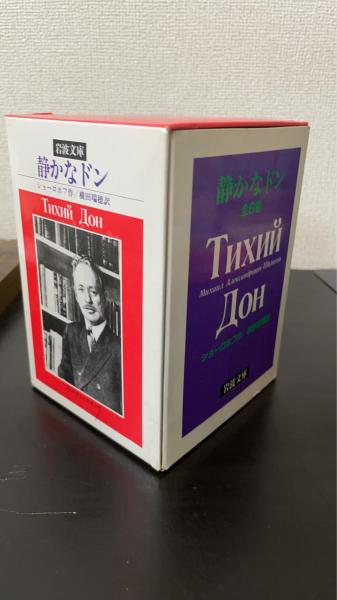 岩波文庫
静かなドン
ショーロホフ作/横田瑞穂訳
Тихий Дон
静かなドン
全8冊
Тихий
Михаил Александрович Шолохов
Дон
ショーロホフ作 横田瑞穂訳
岩波文庫